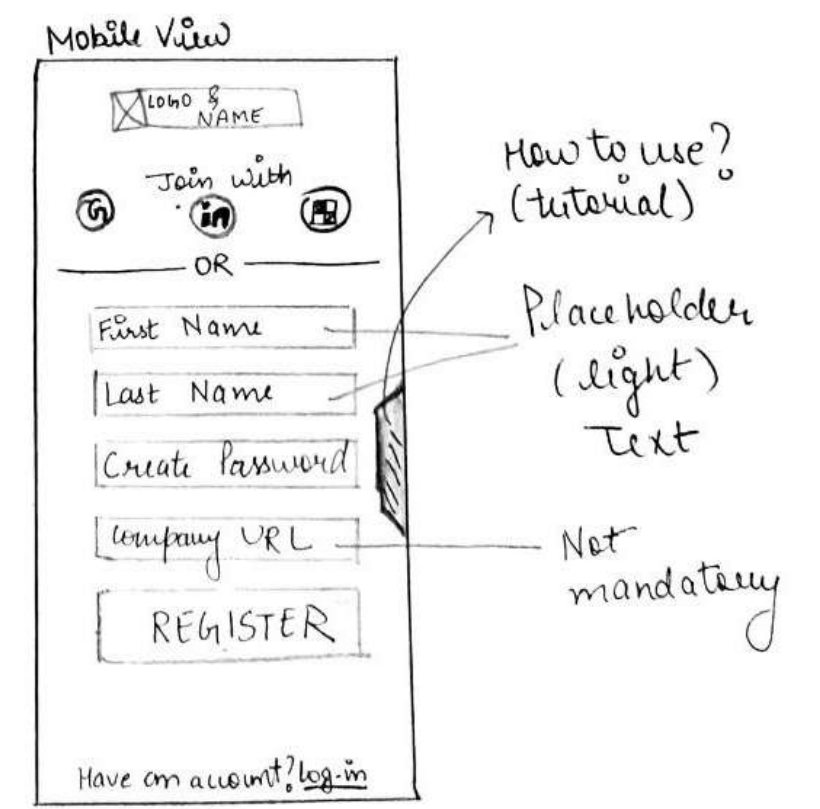 Mobile View
LOGO &
NAME
Join with
G
in
OR
First Name
Last Name
Create Password
Company URL
REGISTER
Have an account? Log-in
How to use?
(tutorial)
Placeholder
(light)
Text
Not
mandatory